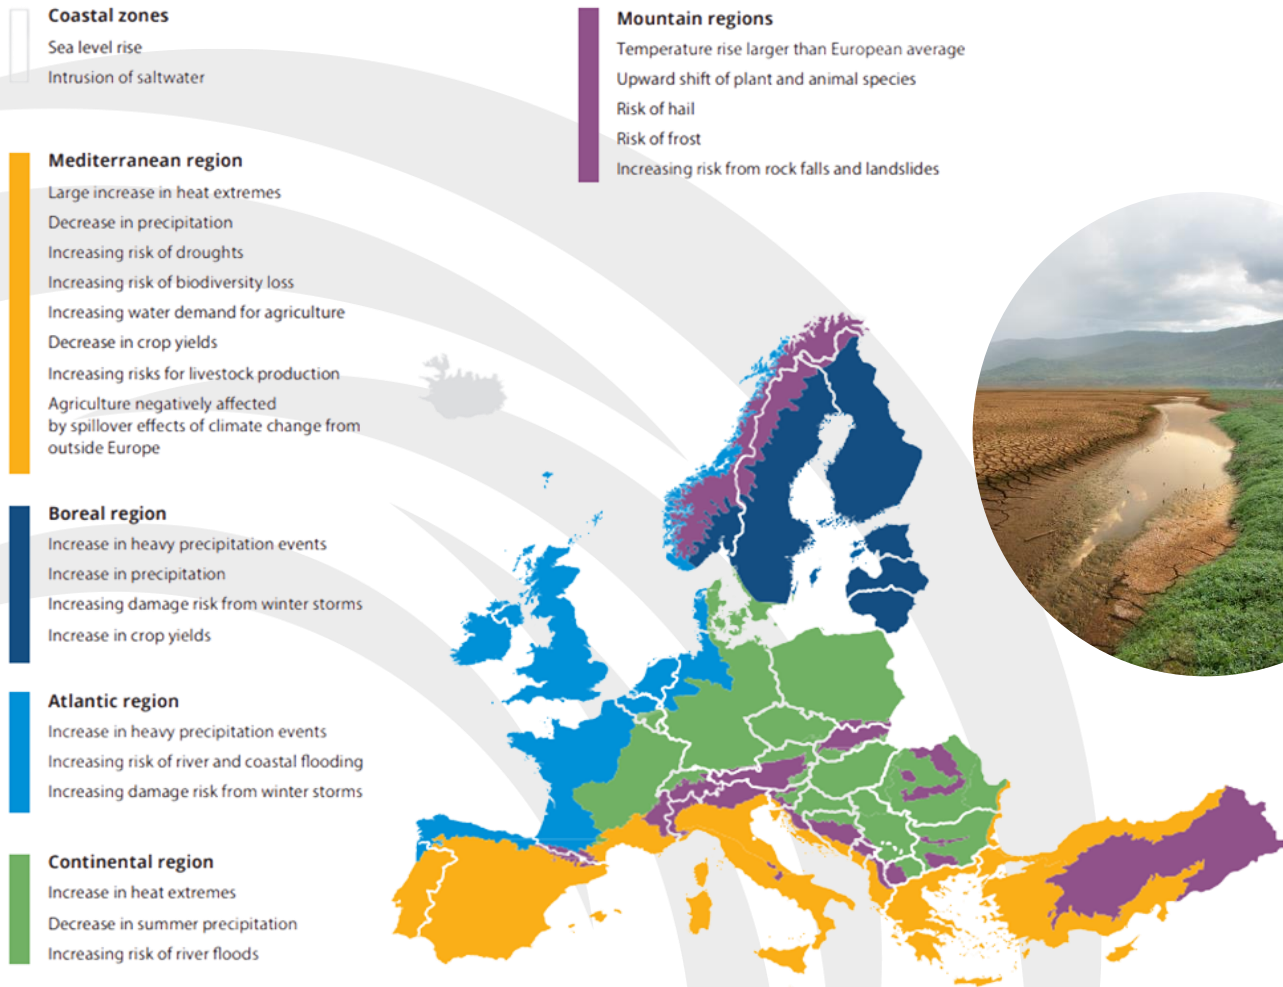 Coastal zones
Sea level rise
Intrusion of saltwater
Mediterranean region
Large increase in heat extremes
Decrease in precipitation
Increasing risk of droughts
Increasing risk of biodiversity loss
Increasing water demand for agriculture
Decrease in crop yields
Increasing risks for livestock production
Agriculture negatively affected
by spillover effects of climate change from
outside Europe
Boreal region
Increase in heavy precipitation events
Increase in precipitation
Increasing damage risk from winter storms
Increase in crop yields
Atlantic region
Increase in heavy precipitation events
Increasing risk of river and coastal flooding
Increasing damage risk from winter storms
Continental region
Increase in heat extremes
Decrease in summer precipitation
Increasing risk of river floods
Mountain regions
Temperature rise larger than European average
Upward shift of plant and animal species
Risk of hail
Risk of frost
Increasing risk from rock falls and landslides